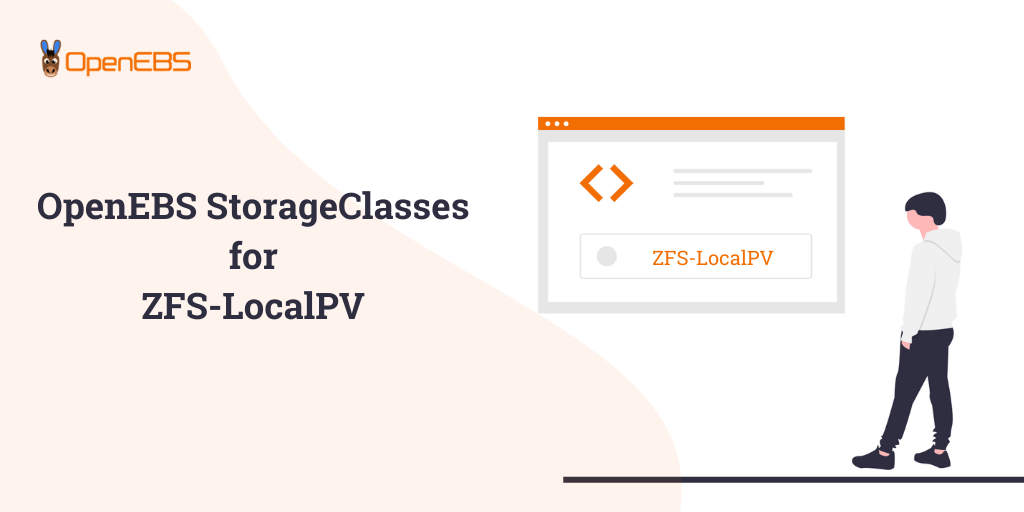 OpenEBS
OpenEBS StorageClasses
for
ZFS-LocalPV
ZFS-LocalPV